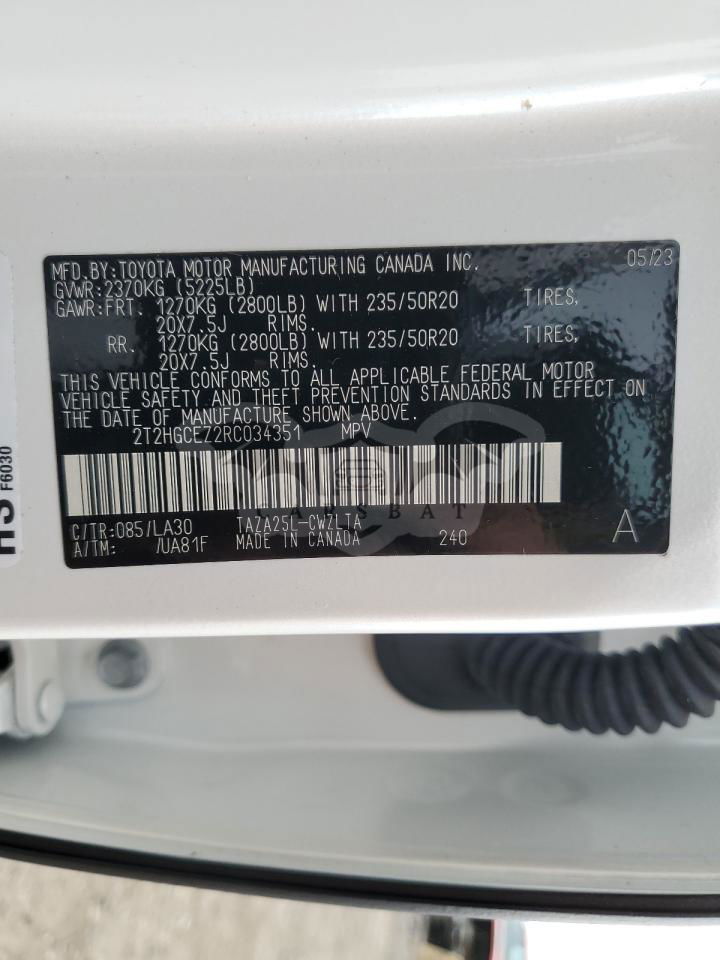 MFD.BY:TOYOTA MOTOR MANUFACTURING CANADA INC. 05/23
GVWR:2370KG (5225LB)
GAWR:FRT. 1270KG (2800LB) WITH 235/50R20 TIRES,
20X7.5J RIMS.
RR. 1270KG (2800LB) WITH 235/50R20 TIRES,
20X7.5J RIMS.
THIS VEHICLE CONFORMS TO ALL APPLICABLE FEDERAL MOTOR
VEHICLE SAFETY AND THEFT PREVENTION STANDARDS IN EFFECT ON
THE DATE OF MANUFACTURE SHOWN ABOVE.
2T2HGCEZ2RC034351 MPV
CARSBAT
C/TR:085/LA30 TAZA25L-CWZLTA
A/TM: /UA81F MADE IN CANADA 240 A
F6030